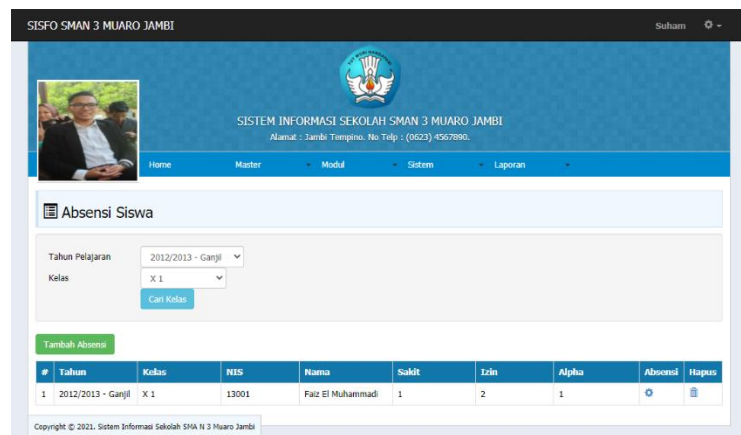 SISFO SMAN 3 MUARO JAMBI Suham
SISTEM INFORMASI SEKOLAH SMAN 3 MUARO JAMBI
Alamat : Jambi Tempino. No Telp : (0623) 4567890.
Home Master Modul Sistem Laporan
Absensi Siswa
Tahun Pelajaran 2012/2013 - Ganjil
Kelas X 1
Cari Kelas
Tambah Absensi
# Tahun Kelas NIS Nama Sakit Izin Alpha Absensi Hapus
1 2012/2013 - Ganjil X 1 13001 Faiz El Muhammadi 1 2 1
Copyright © 2021. Sistem Informasi Sekolah SMA N 3 Muaro Jambi